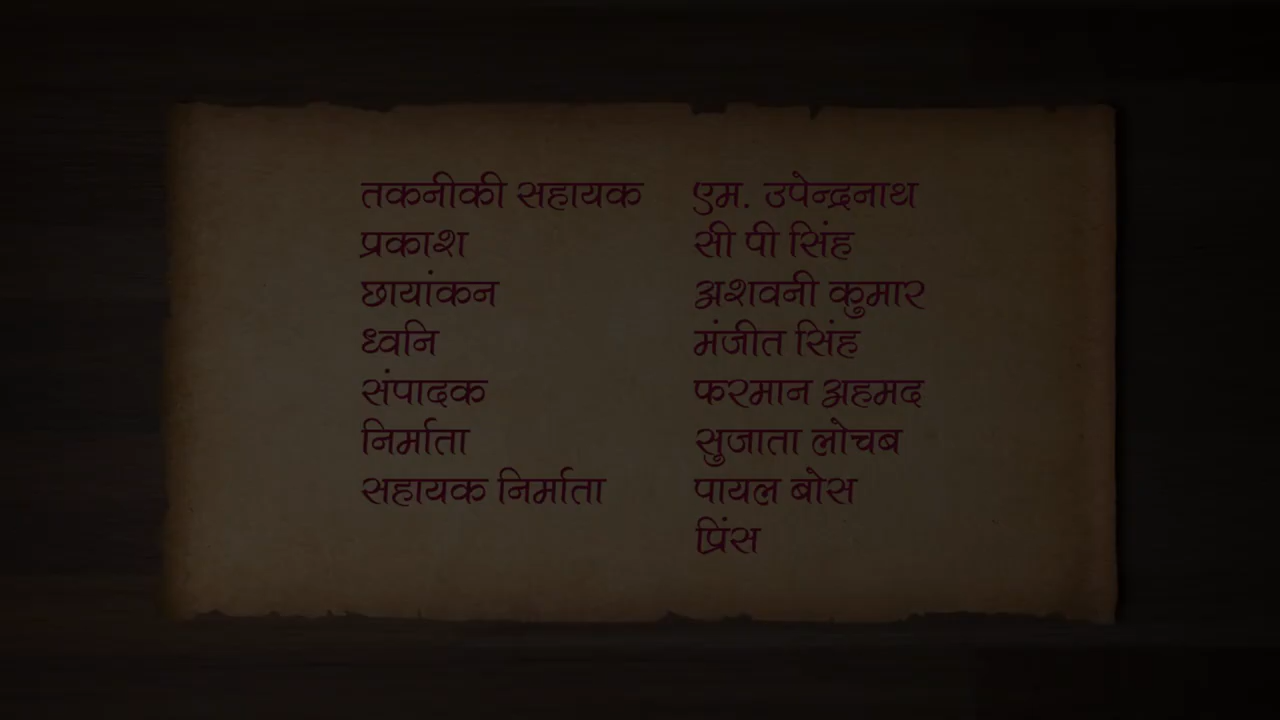 तकनीकी सहायक एम. उपेन्द्रनाथ
प्रकाश सी पी सिंह
छायांकन अशवनी कुमार
ध्वनि मंजीत सिंह
संपादक फरमान अहमद
निर्माता सुजाता लोचब
सहायक निर्माता पायल बोस
प्रिंस